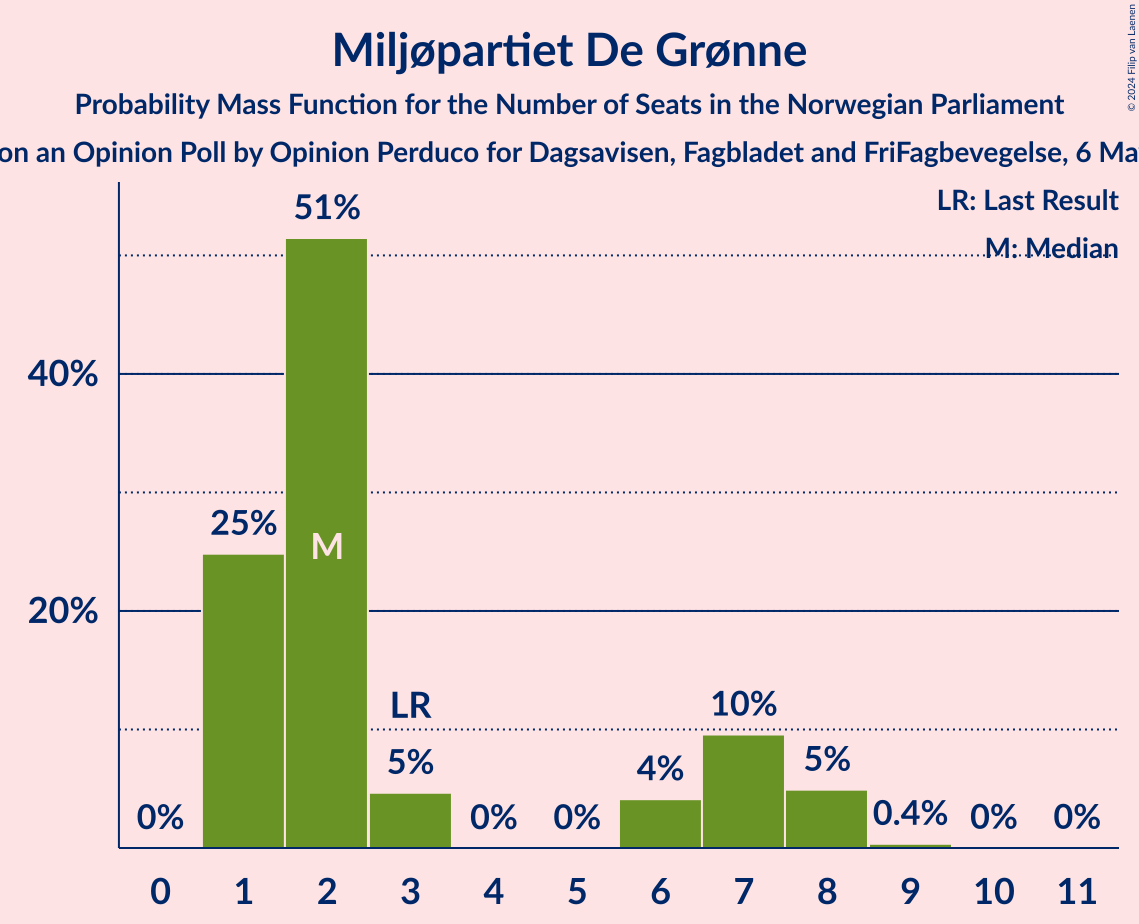 Miljøpartiet De Grønne
Probability Mass Function for the Number of Seats in the Norwegian Parliament
on an Opinion Poll by Opinion Perduco for Dagsavisen, Fagbladet and FriFagbevegelse, 6 Ma
© 2024 Filip van Laenen
LR: Last Result
M: Median
51%
40%
25%
M
20%
LR
10%
5%
4%
5%
0%
0%
0%
0.4%
0%
0%
0 1 2 3 4 5 6 7 8 9 10 11